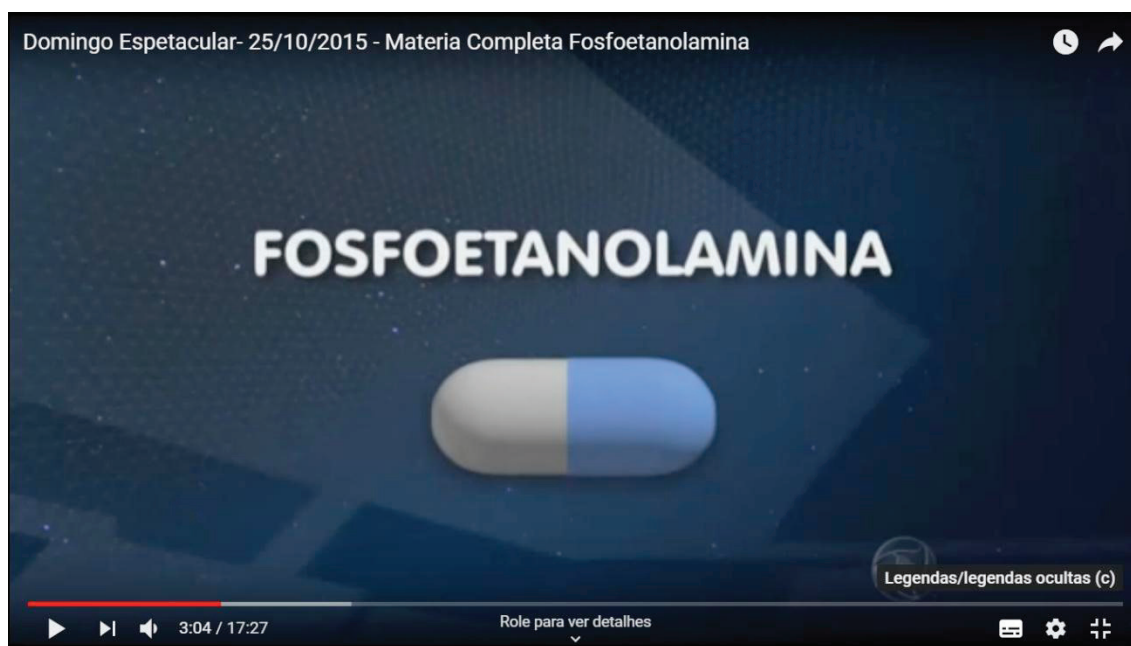 Domingo Espetacular- 25/10/2015 - Materia Completa Fosfoetanolamina
FOSFOETANOLAMINA
Legendas/legendas ocultas (c)
3:04 / 17:27
Role para ver detalhes